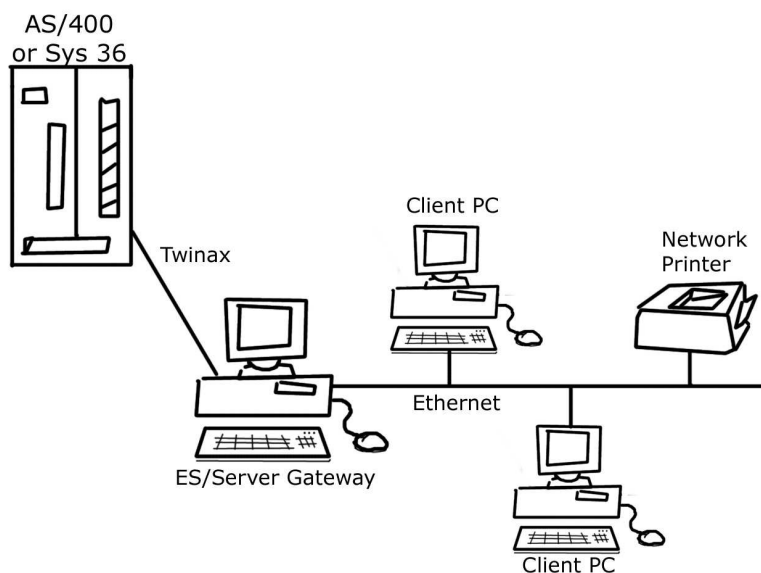 AS/400
or Sys 36
Twinax
Client PC
Network
Printer
Ethernet
ES/Server Gateway
Client PC